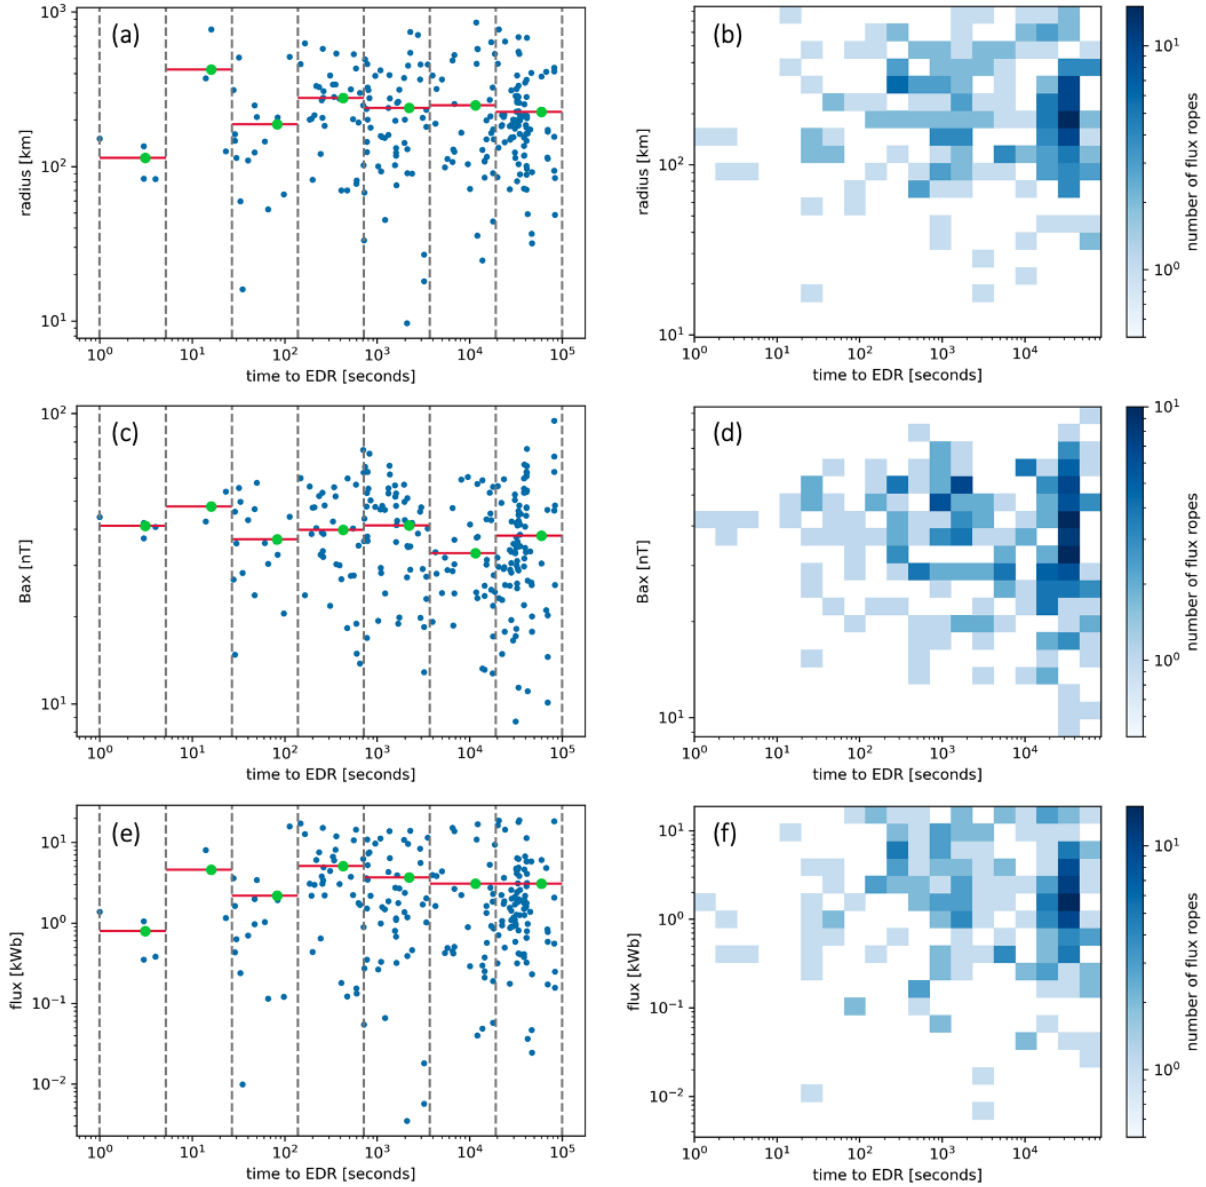 (a)
radius [km]
10³
10²
10¹
10⁰ 10¹ 10² 10³ 10⁴ 10⁵
time to EDR [seconds]
(b)
radius [km]
10²
10¹
10⁰ 10¹ 10² 10³ 10⁴
time to EDR [seconds]
10¹
10⁰
number of flux ropes
(c)
Bax [nT]
10²
10¹
10⁰ 10¹ 10² 10³ 10⁴ 10⁵
time to EDR [seconds]
(d)
Bax [nT]
10¹
10⁰ 10¹ 10² 10³ 10⁴
time to EDR [seconds]
10¹
10⁰
number of flux ropes
(e)
flux [kWb]
10¹
10⁰
10⁻¹
10⁻²
10⁰ 10¹ 10² 10³ 10⁴ 10⁵
time to EDR [seconds]
(f)
flux [kWb]
10¹
10⁰
10⁻¹
10⁻²
10⁰ 10¹ 10² 10³ 10⁴
time to EDR [seconds]
10¹
10⁰
number of flux ropes